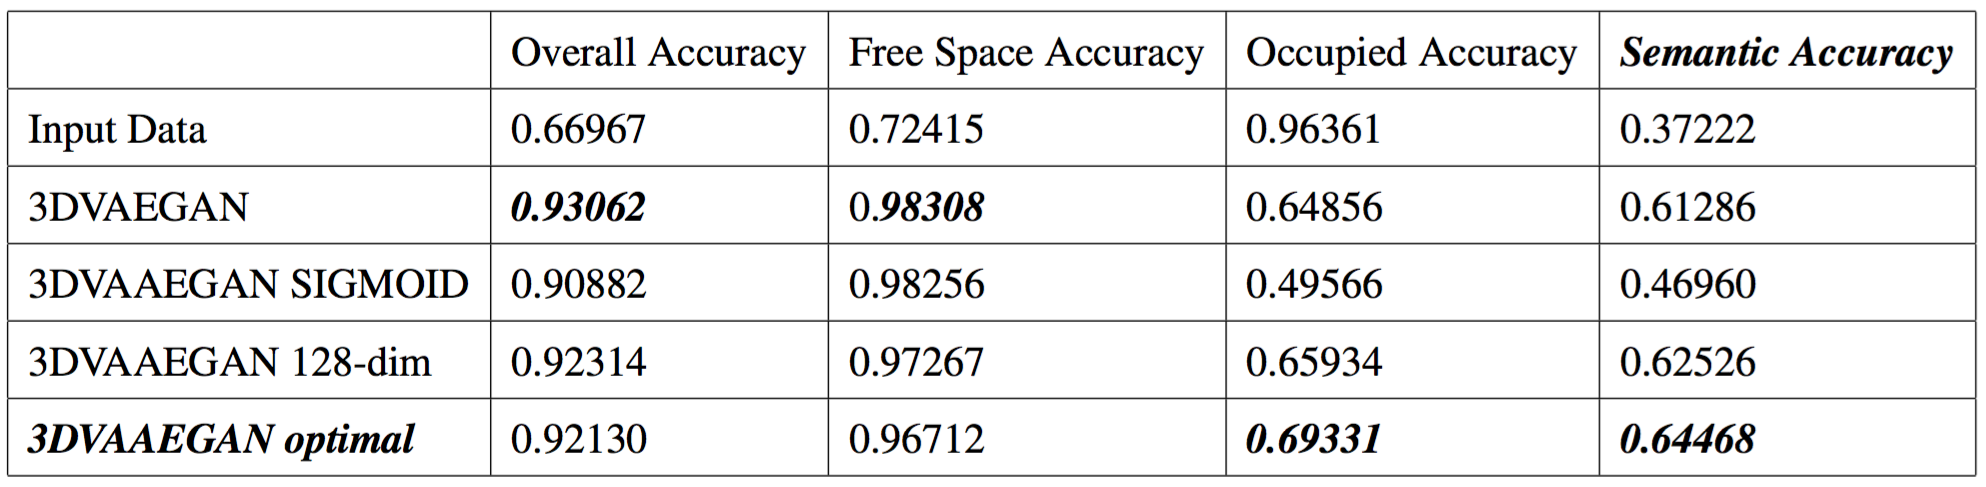 Overall Accuracy Free Space Accuracy Occupied Accuracy Semantic Accuracy
Input Data 0.66967 0.72415 0.96361 0.37222
3DVAEGAN 0.93062 0.98308 0.64856 0.61286
3DVAAEGAN SIGMOID 0.90882 0.98256 0.49566 0.46960
3DVAAEGAN 128-dim 0.92314 0.97267 0.65934 0.62526
3DVAAEGAN optimal 0.92130 0.96712 0.69331 0.64468